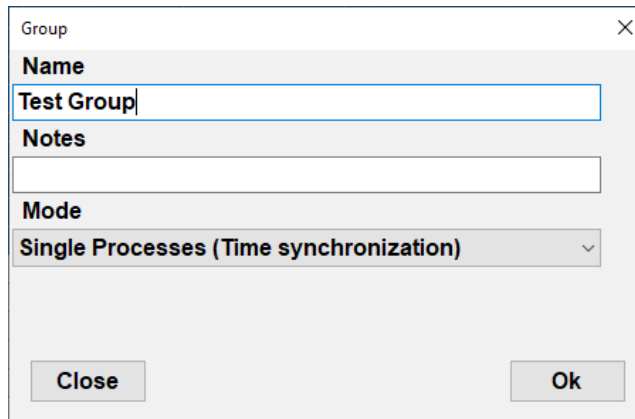 Group
Name
Test Group
Notes
Mode
Single Processes (Time synchronization)
Close
Ok